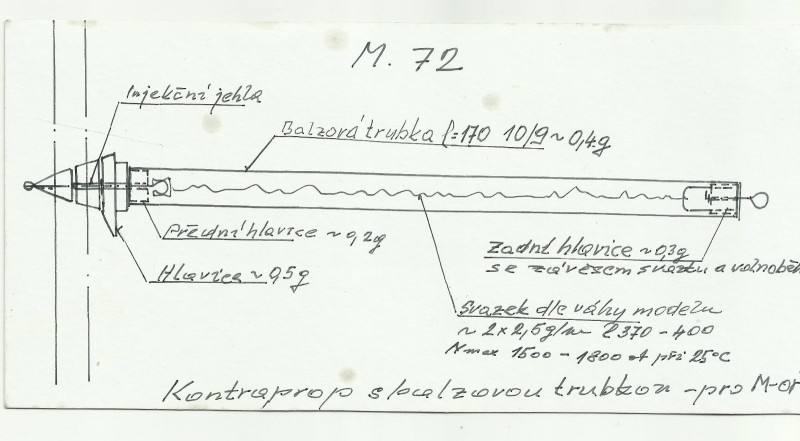 M. 72
Injekční jehla
Balzová trubka l=170 10/9 ~ 0,4g
Přední hlavice ~ 0,2g
Zadní hlavice ~ 0,3g
se závěsem svazku a volnoběh
Hlavice ~ 0,5g
Svazek dle váhy modelu
~ 2x2,5g/m l 370 - 400
N max 1500 - 1800 ot při 25°C
Kontraprop s balzovou trubkou - pro M-